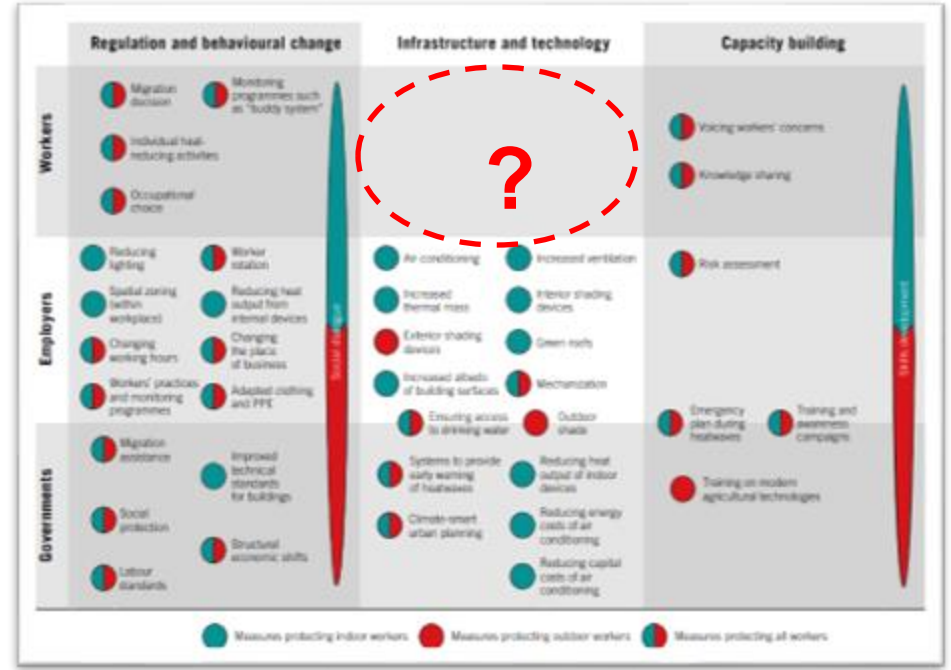 Regulation and behavioural change
Infrastructure and technology
Capacity building
Workers
Migration
decision
Monitoring
programmes such
as "buddy system"
Individual heat-
reducing activities
Occupational
choice
?
Voicing workers' concerns
Knowledge sharing
Employers
Reducing
lighting
Worker
rotation
Spatial zoning
(within
workplace)
Reducing heat
output from
internal devices
Changing
working hours
Changing
the place
of business
Workers' practices
and monitoring
programmes
Adapted clothing
and PPE
Social dialogue
Air conditioning
Increased ventilation
Increased
thermal mass
Interior shading
devices
Exterior shading
devices
Green roofs
Increased albedo
of building surfaces
Mechanization
Ensuring access
to drinking water
Outdoor
shade
Risk assessment
Emergency
plan during
heatwaves
Training and
awareness
campaigns
Skills development
Governments
Migration
assistance
Improved
technical
standards
for buildings
Social
protection
Structural
economic shifts
Labour
standards
Systems to provide
early warning
of heatwaves
Reducing heat
output of indoor
devices
Climate-smart
urban planning
Reducing energy
costs of air
conditioning
Reducing capital
costs of air
conditioning
Training on modern
agricultural technologies
Measures protecting indoor workers
Measures protecting outdoor workers
Measures protecting all workers